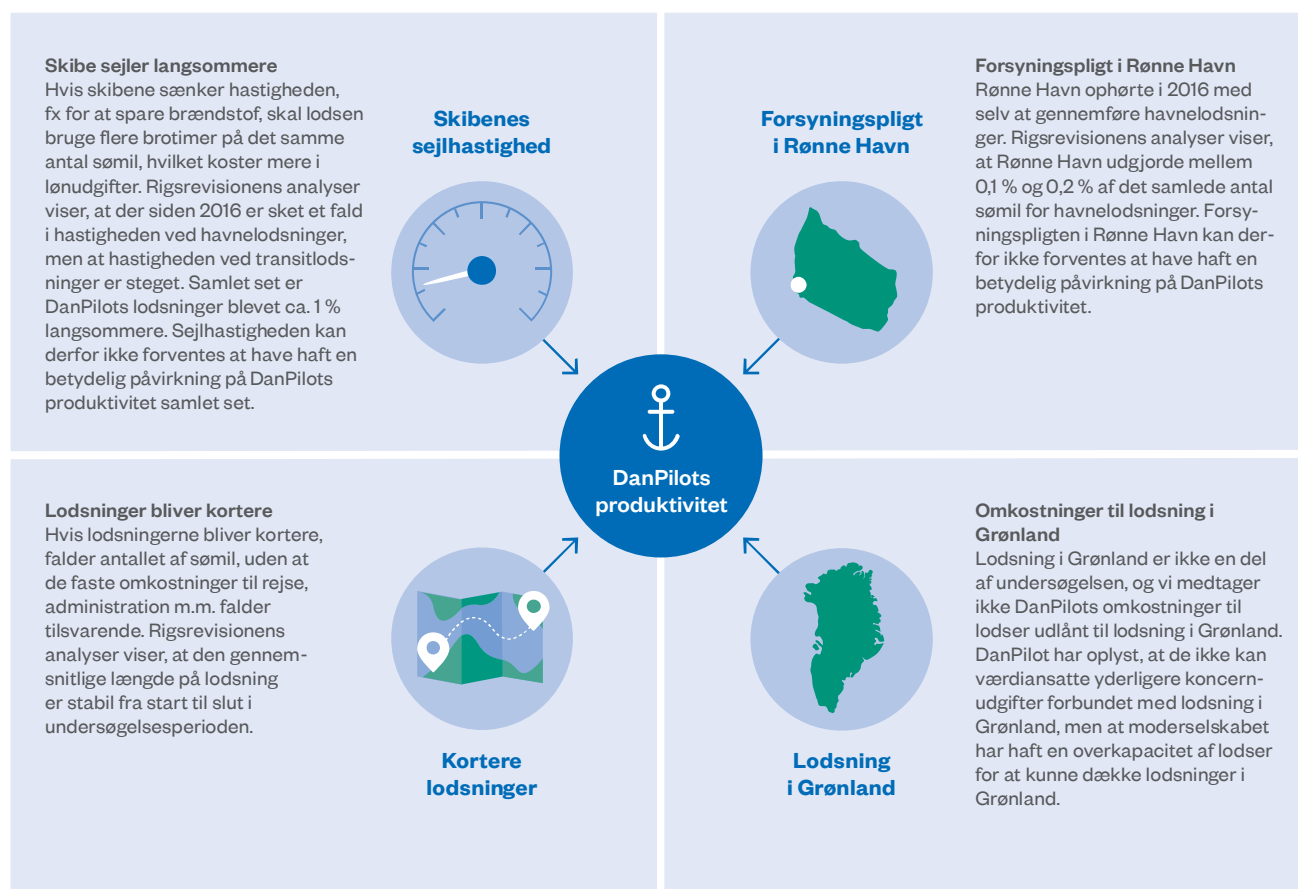 Skibe sejler langsommere
Hvis skibene sænker hastigheden,
fx for at spare brændstof, skal lodsen
bruge flere brotimer på det samme
antal sømil, hvilket koster mere i
lønudgifter. Rigsrevisionens analyser
viser, at der siden 2016 er sket et fald
i hastigheden ved havnelodsninger,
men at hastigheden ved transitlods-
ninger er steget. Samlet set er
DanPilots lodsninger blevet ca. 1 %
langsommere. Sejlhastigheden kan
derfor ikke forventes at have haft en
betydelig påvirkning på DanPilots
produktivitet samlet set.
Skibenes
sejlhastighed
Forsyningspligt
i Rønne Havn
Forsyningspligt i Rønne Havn
Rønne Havn ophørte i 2016 med
selv at gennemføre havnelodsnin-
ger. Rigsrevisionens analyser viser,
at Rønne Havn udgjorde mellem
0,1 % og 0,2 % af det samlede antal
sømil for havnelodsninger. Forsy-
ningspligten i Rønne Havn kan der-
for ikke forventes at have haft en
betydelig påvirkning på DanPilots
produktivitet.
DanPilots
produktivitet
Lodsninger bliver kortere
Hvis lodsningerne bliver kortere,
falder antallet af sømil, uden at
de faste omkostninger til rejse,
administration m.m. falder
tilsvarende. Rigsrevisionens
analyser viser, at den gennem-
snitlige længde på lodsning
er stabil fra start til slut i
undersøgelsesperioden.
Kortere
lodsninger
Lodsning
i Grønland
Omkostninger til lodsning i
Grønland
Lodsning i Grønland er ikke en del
af undersøgelsen, og vi medtager
ikke DanPilots omkostninger til
lodser udlånt til lodsning i Grønland.
DanPilot har oplyst, at de ikke kan
værdiansatte yderligere koncern-
udgifter forbundet med lodsning i
Grønland, men at moderselskabet
har haft en overkapacitet af lodser
for at kunne dække lodsninger i
Grønland.